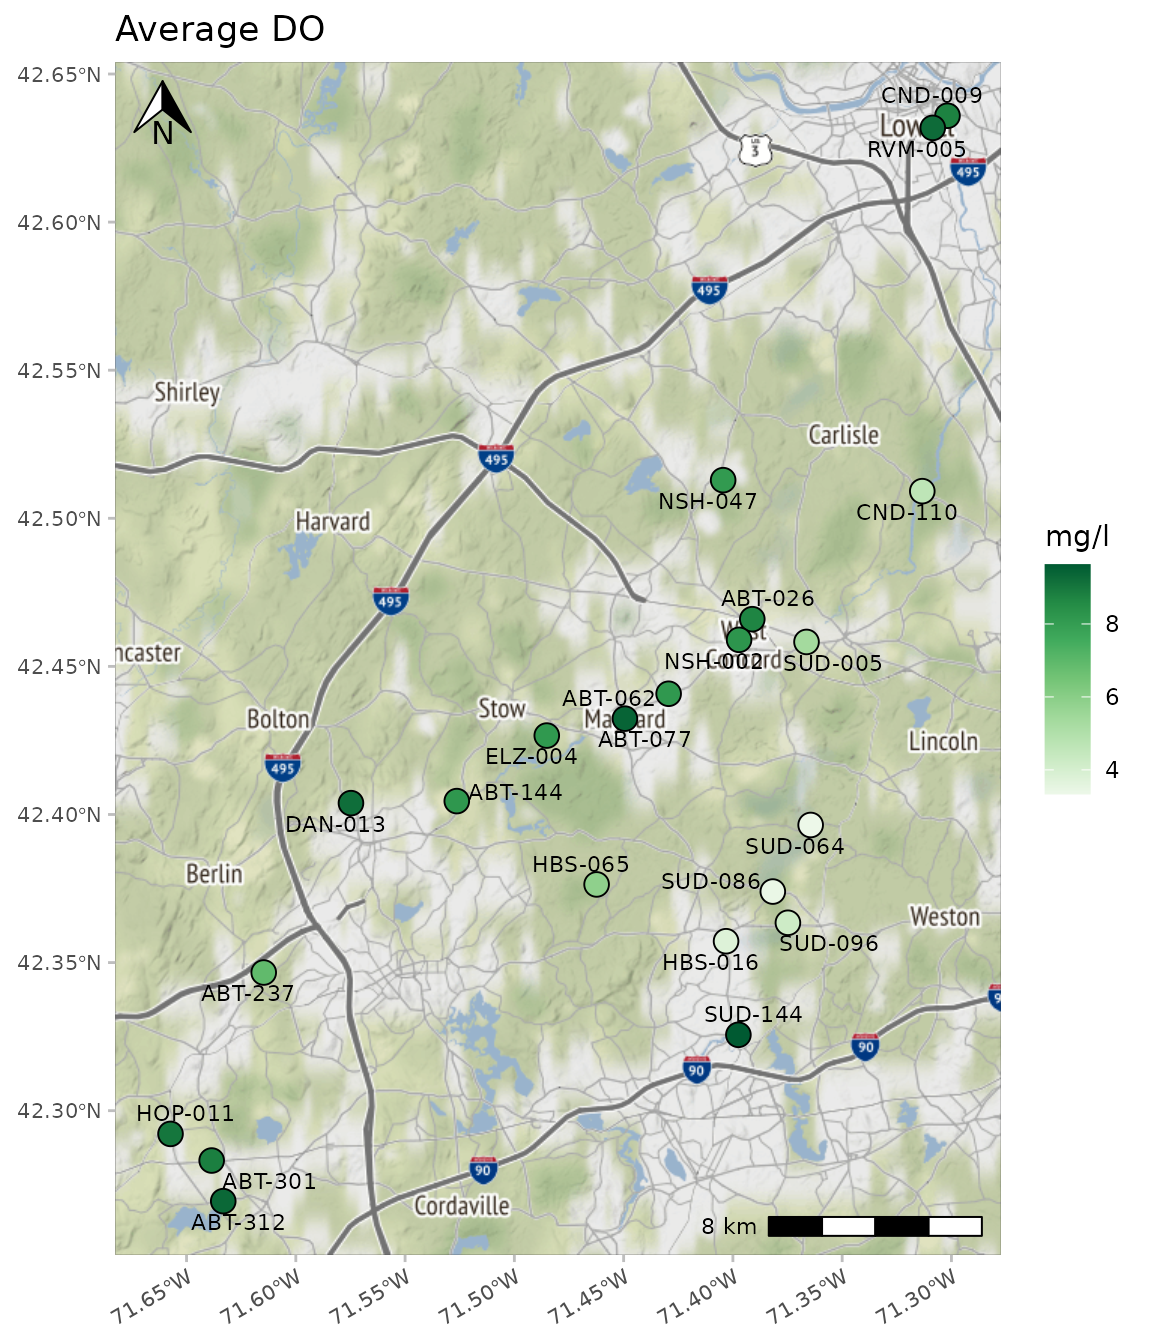 Average DO
42.65°N
42.60°N
42.55°N
42.50°N
42.45°N
42.40°N
42.35°N
42.30°N
N
CND-009
RVM-005
US
3
495
495
Shirley
Carlisle
495
NSH-047
CND-110
Harvard
495
ABT-026
West
Concord
NSH-002
SUD-005
ncaster
ABT-062
Stow
Bolton
ABT-077
ELZ-004
Lincoln
495
ABT-144
DAN-013
SUD-064
HBS-065
Berlin
SUD-086
Weston
SUD-096
HBS-016
ABT-237
SUD-144
90
90
HOP-011
90
ABT-301
Cordaville
ABT-312
8 km
mg/l
8
6
4
71.65°W
71.60°W
71.55°W
71.50°W
71.45°W
71.40°W
71.35°W
71.30°W